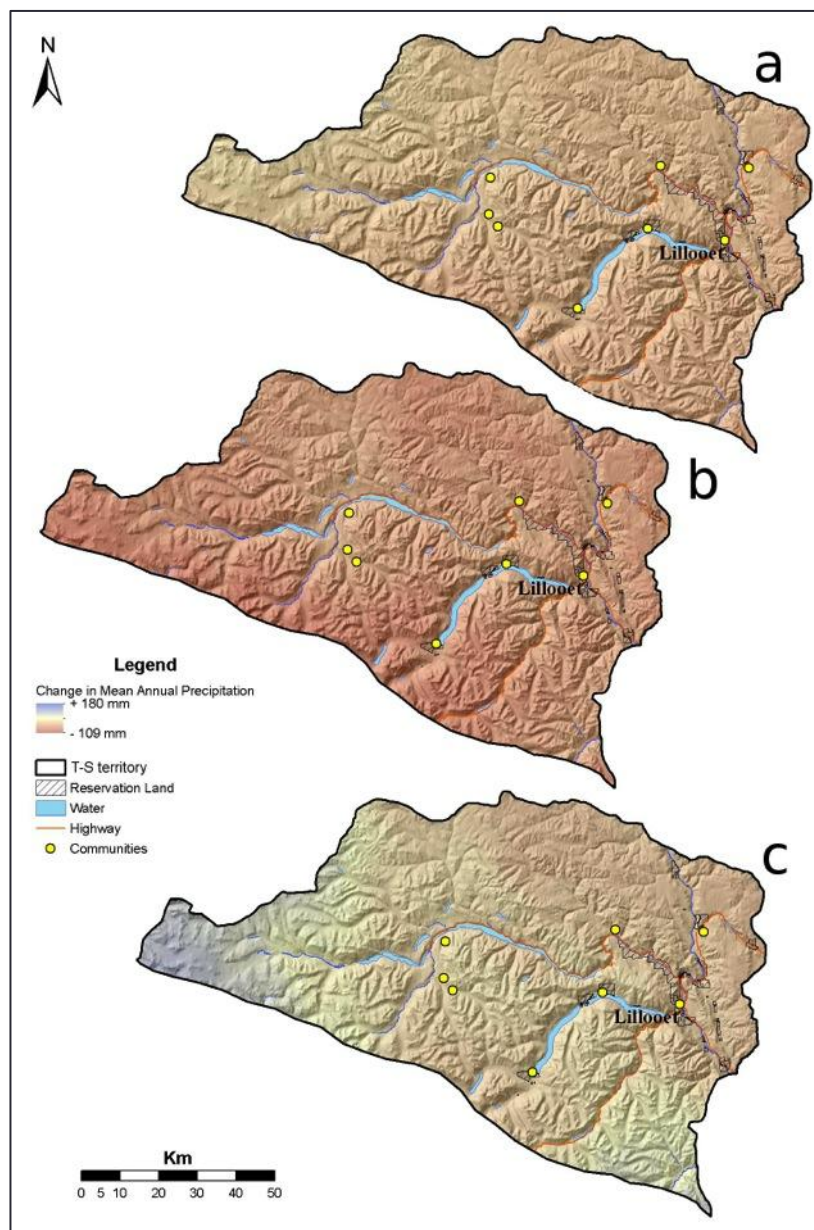 N
a
Lillooet
b
Lillooet
Legend
Change in Mean Annual Precipitation
+ 180 mm
- 109 mm
T-S territory
Reservation Land
Water
Highway
Communities
c
Lillooet
Km
0 5 10 20 30 40 50